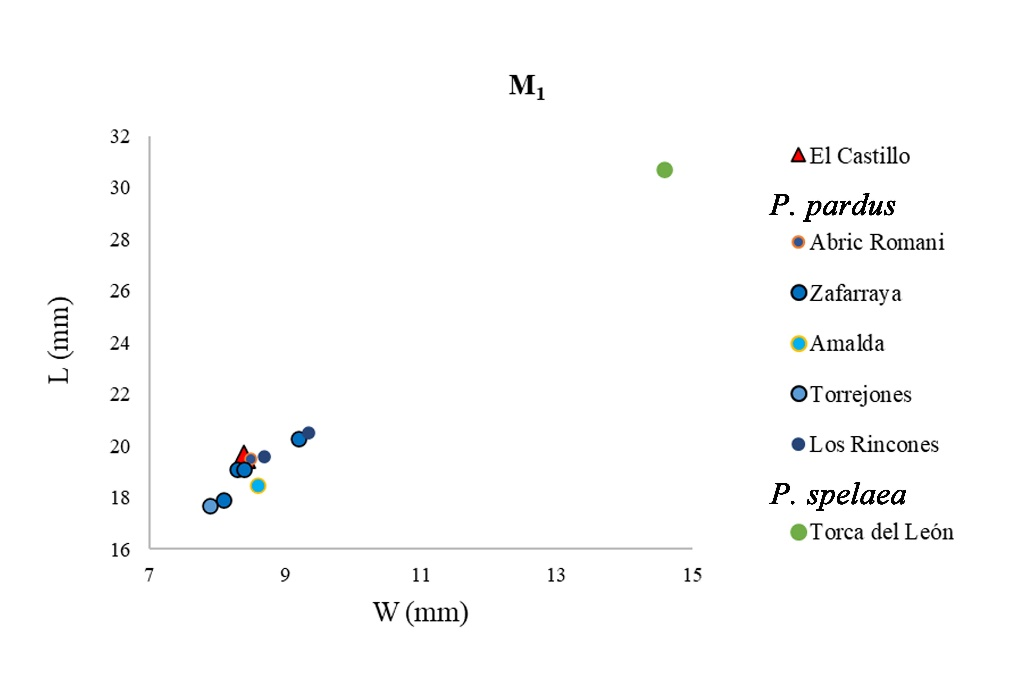 M₁
32
30
28
26
24
22
20
18
16
L (mm)
7 9 11 13 15
W (mm)
El Castillo
P. pardus
Abric Romani
Zafarraya
Amalda
Torrejones
Los Rincones
P. spelaea
Torca del León